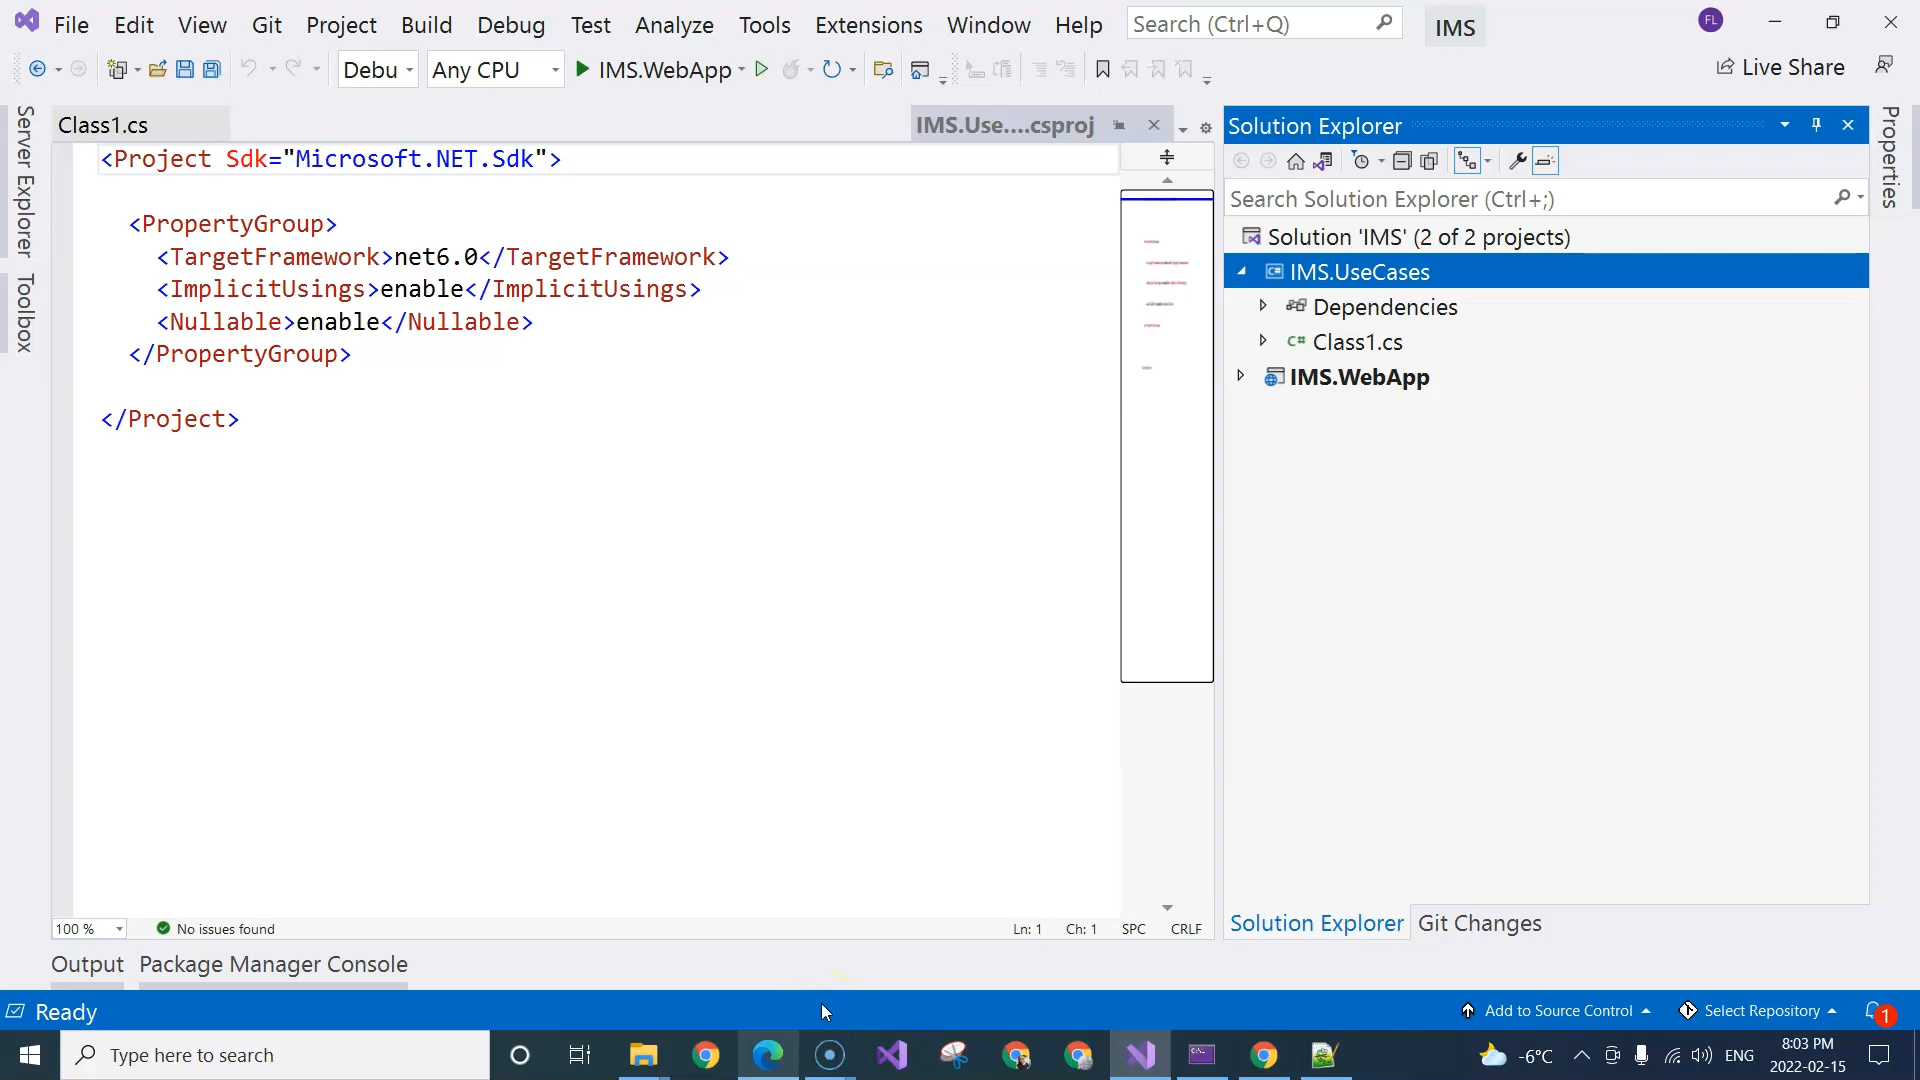 File Edit View Git Project Build Debug Test Analyze Tools Extensions Window Help Search (Ctrl+Q) IMS FL
Debu Any CPU IMS.WebApp Live Share
Server Explorer
Toolbox
Class1.cs IMS.Use....csproj
<Project Sdk="Microsoft.NET.Sdk">
<PropertyGroup>
<TargetFramework>net6.0</TargetFramework>
<ImplicitUsings>enable</ImplicitUsings>
<Nullable>enable</Nullable>
</PropertyGroup>
</Project>
100 % No issues found Ln: 1 Ch: 1 SPC CRLF
Solution Explorer
Search Solution Explorer (Ctrl+;)
Solution 'IMS' (2 of 2 projects)
IMS.UseCases
Dependencies
C# Class1.cs
IMS.WebApp
Solution Explorer Git Changes
Properties
Output Package Manager Console
Ready Add to Source Control Select Repository 1
Type here to search -6°C ENG 8:03 PM
2022-02-15